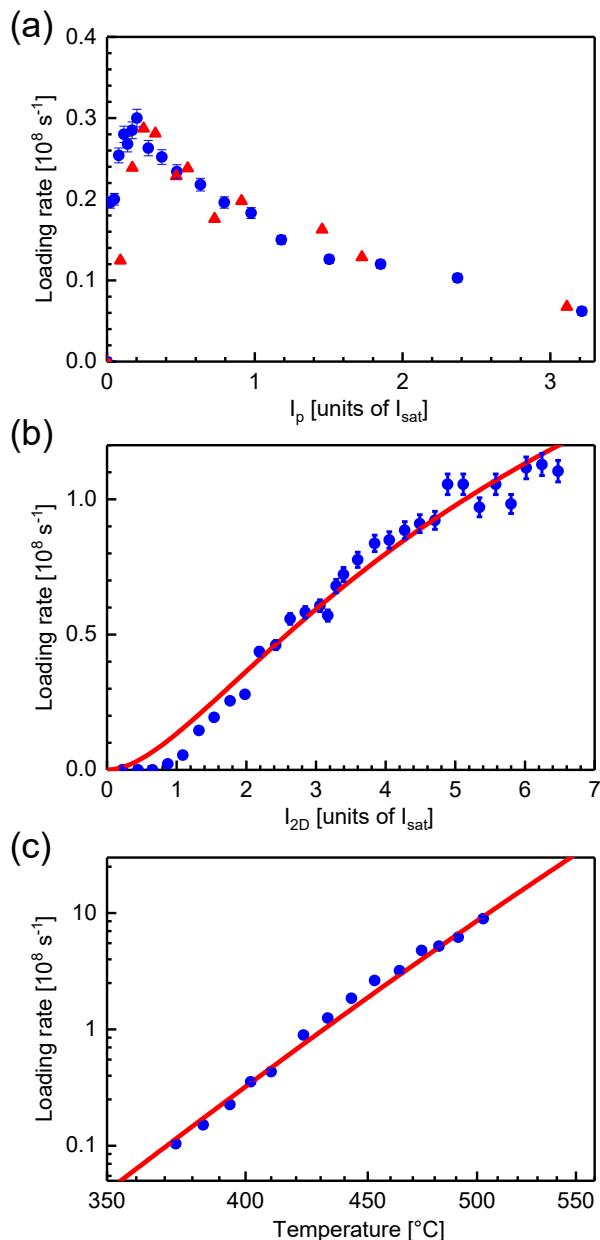 (a)
0.4
0.3
0.2
0.1
0.0
Loading rate [10⁸ s⁻¹]
0 1 2 3
Iₚ [units of Iₛₐₜ]
(b)
1.0
0.5
0.0
Loading rate [10⁸ s⁻¹]
0 1 2 3 4 5 6 7
I_2D [units of I_sat]
(c)
10
1
0.1
Loading rate [10⁸ s⁻¹]
350 400 450 500 550
Temperature [°C]